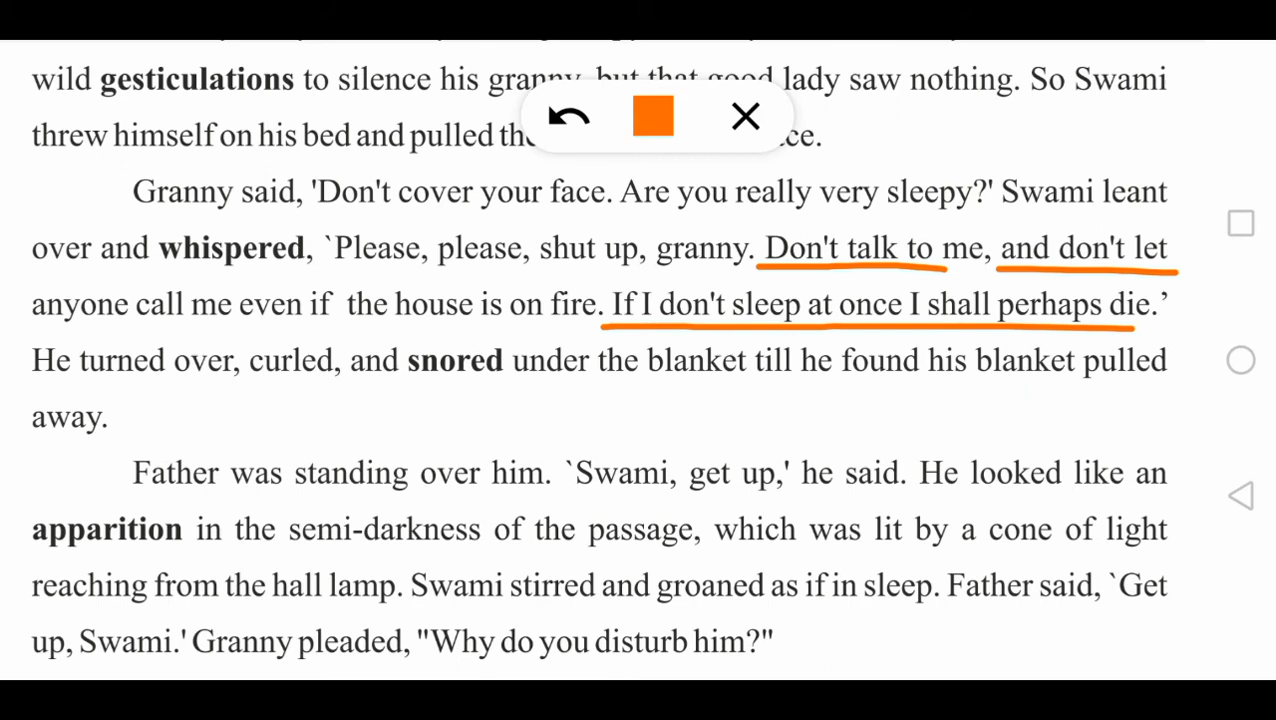 wild gesticulations to silence his granny, but that good lady saw nothing. So Swami
threw himself on his bed and pulled the ce.
Granny said, 'Don't cover your face. Are you really very sleepy?' Swami leant
over and whispered, `Please, please, shut up, granny. Don't talk to me, and don't let
anyone call me even if the house is on fire. If I don't sleep at once I shall perhaps die.’
He turned over, curled, and snored under the blanket till he found his blanket pulled
away.
Father was standing over him. `Swami, get up,' he said. He looked like an
apparition in the semi-darkness of the passage, which was lit by a cone of light
reaching from the hall lamp. Swami stirred and groaned as if in sleep. Father said, `Get
up, Swami.' Granny pleaded, "Why do you disturb him?"